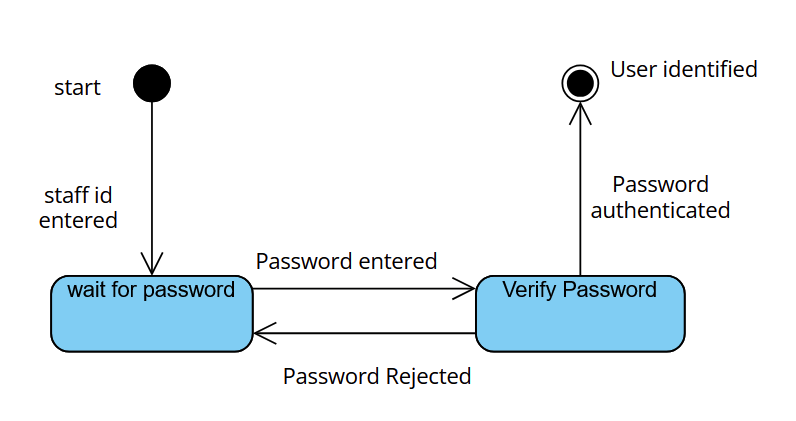 start
User identified
staff id
entered
Password
authenticated
Password entered
wait for password
Verify Password
Password Rejected